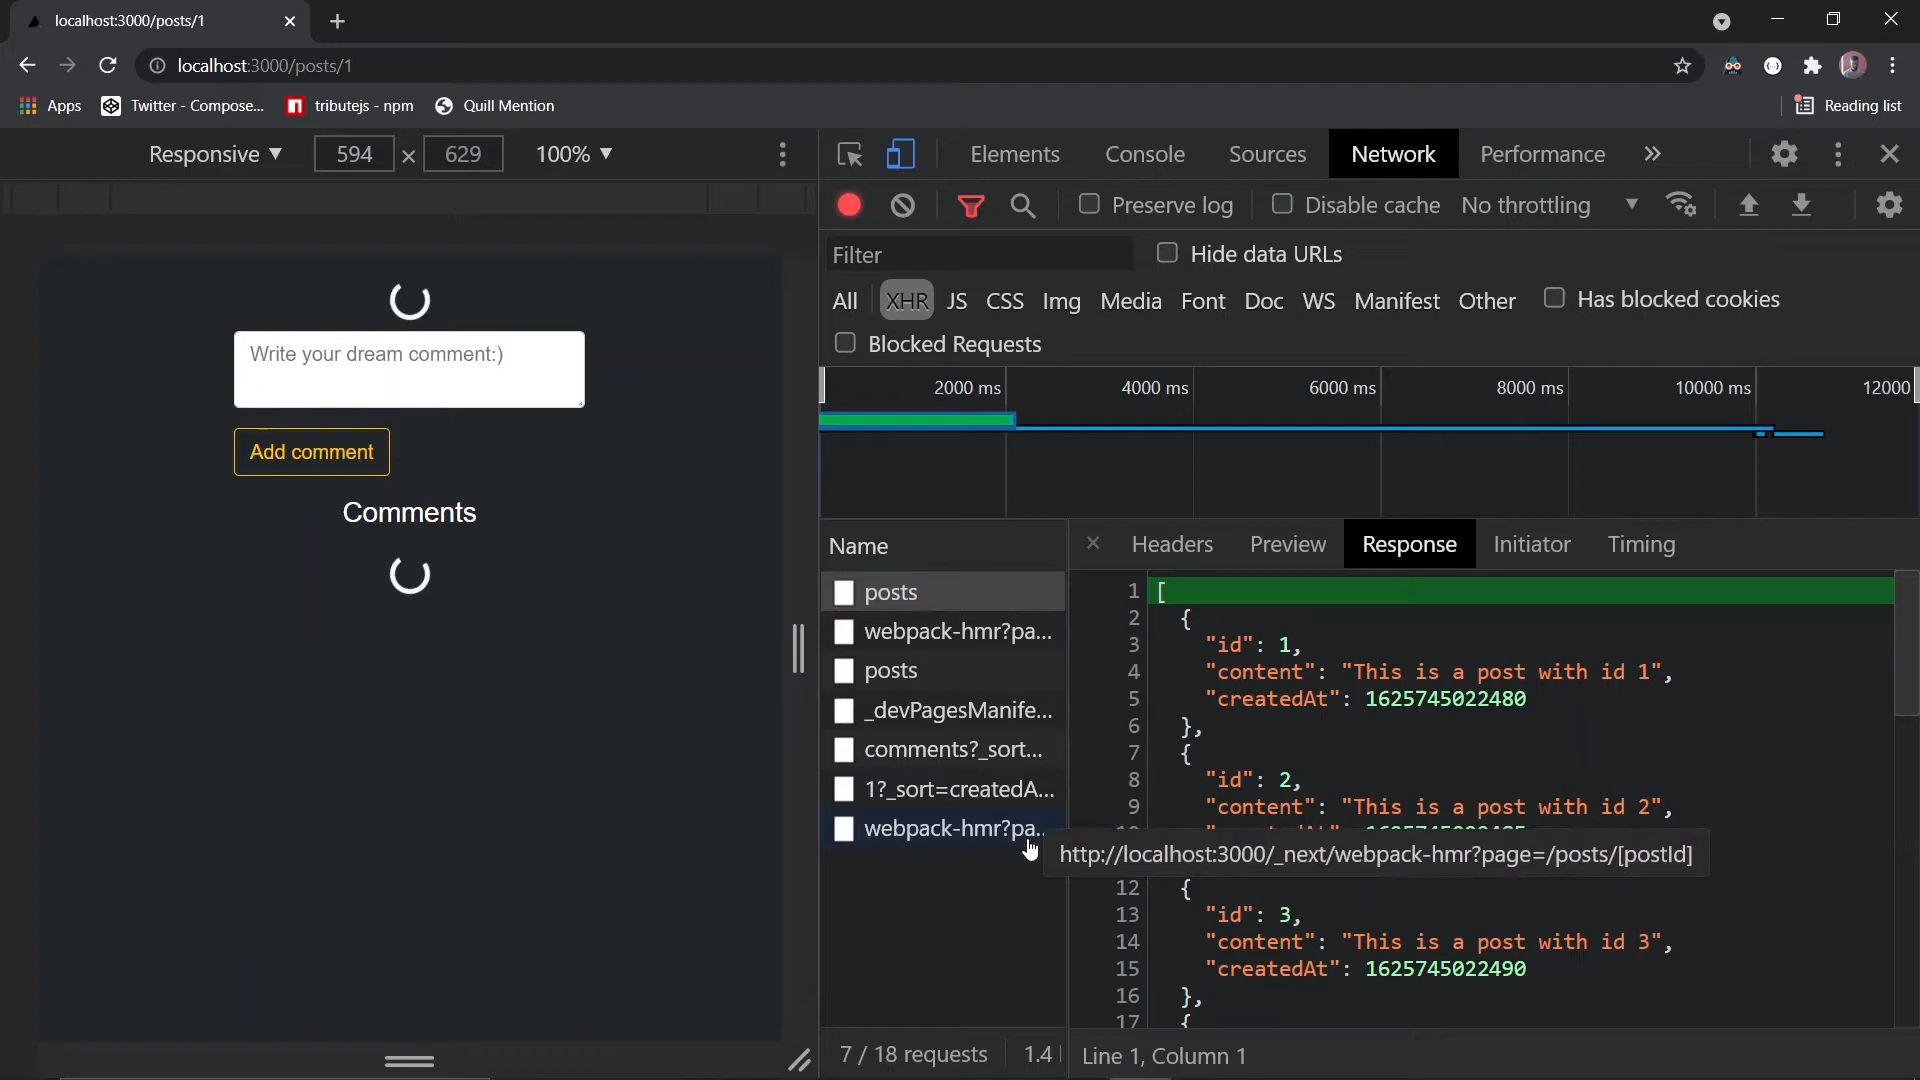 localhost:3000/posts/1
localhost:3000/posts/1
Apps
Twitter - Compose...
tributejs - npm
Quill Mention
Reading list
Responsive
594
×
629
100%
Elements
Console
Sources
Network
Performance
Preserve log
Disable cache
No throttling
Filter
Hide data URLs
All
XHR
JS
CSS
Img
Media
Font
Doc
WS
Manifest
Other
Has blocked cookies
Blocked Requests
2000 ms
4000 ms
6000 ms
8000 ms
10000 ms
12000
Write your dream comment:)
Add comment
Comments
Name
posts
webpack-hmr?pa...
posts
_devPagesManife...
comments?_sort...
1?_sort=createdA...
webpack-hmr?pa...
http://localhost:3000/_next/webpack-hmr?page=/posts/[postId]
Headers
Preview
Response
Initiator
Timing
1 [
2 {
3 "id": 1,
4 "content": "This is a post with id 1",
5 "createdAt": 1625745022480
6 },
7 {
8 "id": 2,
9 "content": "This is a post with id 2",
12 {
13 "id": 3,
14 "content": "This is a post with id 3",
15 "createdAt": 1625745022490
16 },
17 {
7 / 18 requests
1.4
Line 1, Column 1